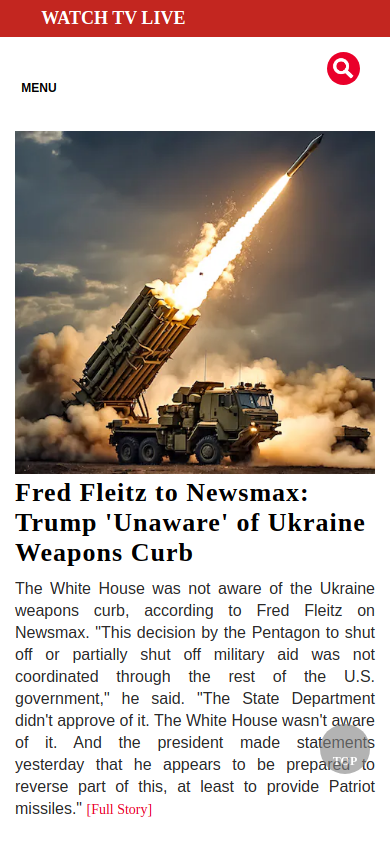 WATCH TV LIVE
MENU
Fred Fleitz to Newsmax:
Trump 'Unaware' of Ukraine
Weapons Curb
The White House was not aware of the Ukraine
weapons curb, according to Fred Fleitz on
Newsmax. "This decision by the Pentagon to shut
off or partially shut off military aid was not
coordinated through the rest of the U.S.
government," he said. "The State Department
didn't approve of it. The White House wasn't aware
of it. And the president made statements
yesterday that he appears to be prepared to
reverse part of this, at least to provide Patriot
missiles." [Full Story]
TOP